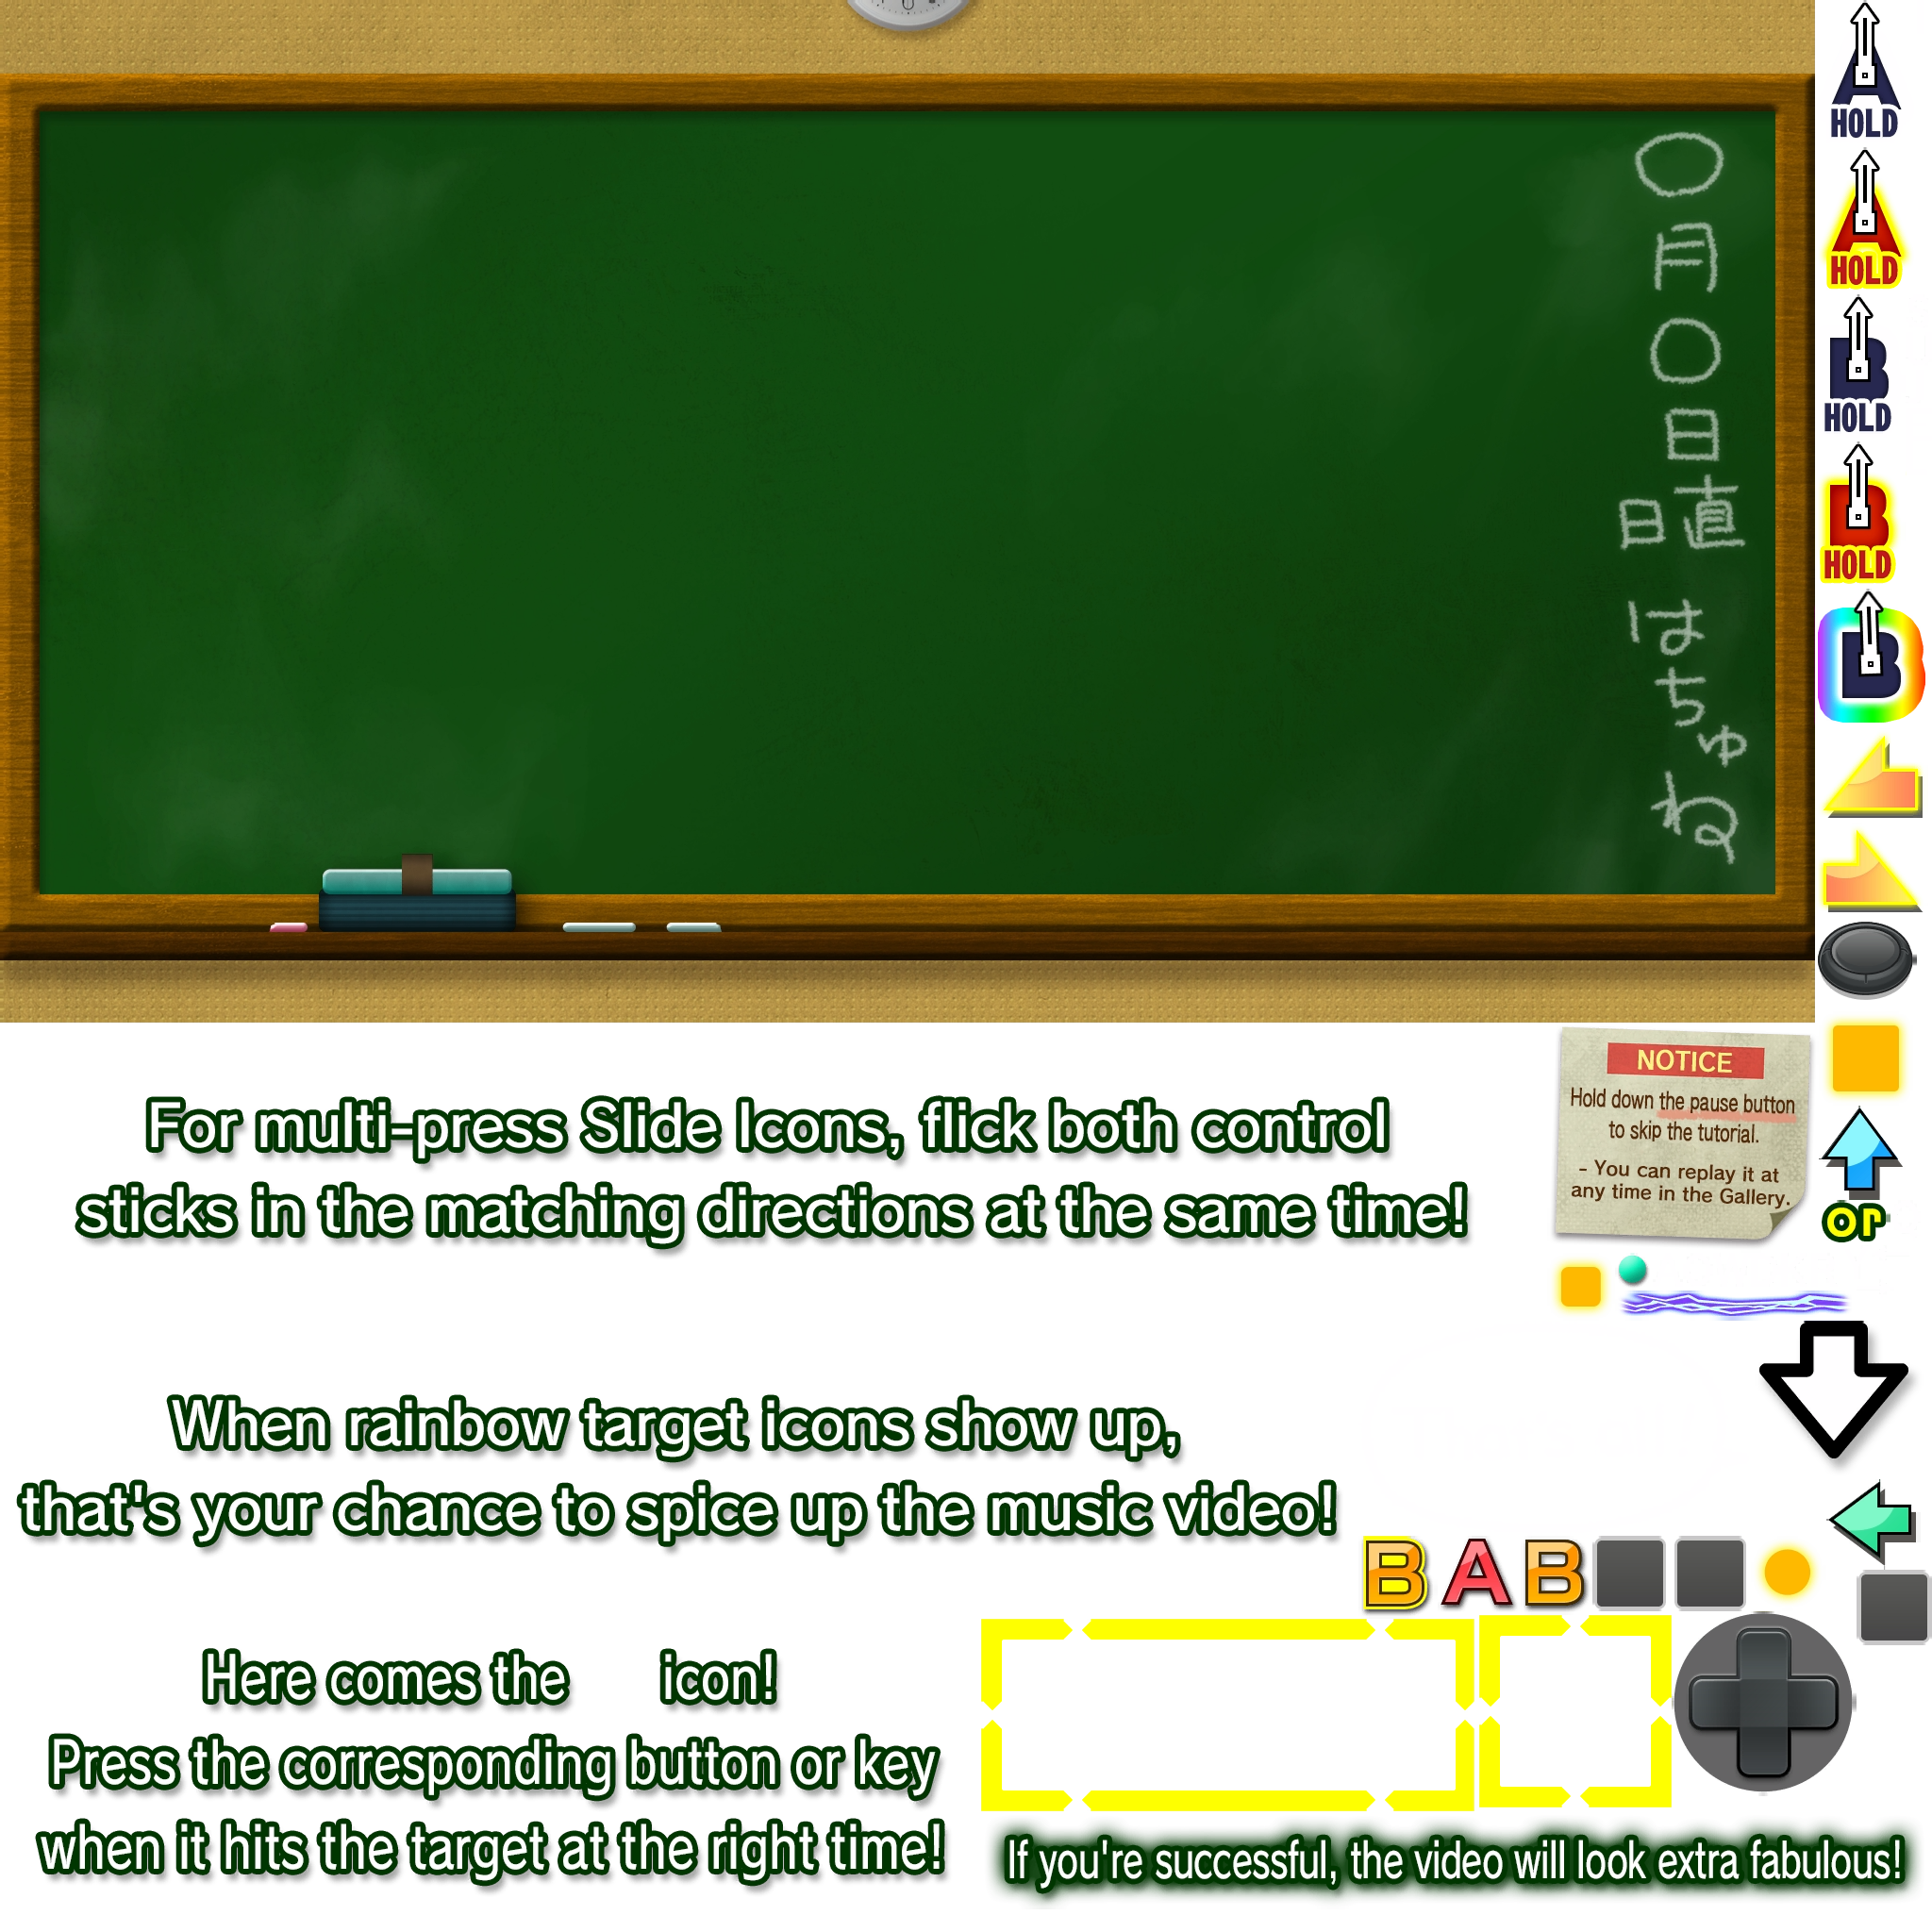 〇月〇日
日直
はちゅね
A
HOLD
A
HOLD
B
HOLD
B
HOLD
B
For multi-press Slide Icons, flick both control
sticks in the matching directions at the same time!
NOTICE
Hold down the pause button
to skip the tutorial.
- You can replay it at
any time in the Gallery.
or
When rainbow target icons show up,
that's your chance to spice up the music video!
B A B
Here comes the icon!
Press the corresponding button or key
when it hits the target at the right time!
If you're successful, the video will look extra fabulous!